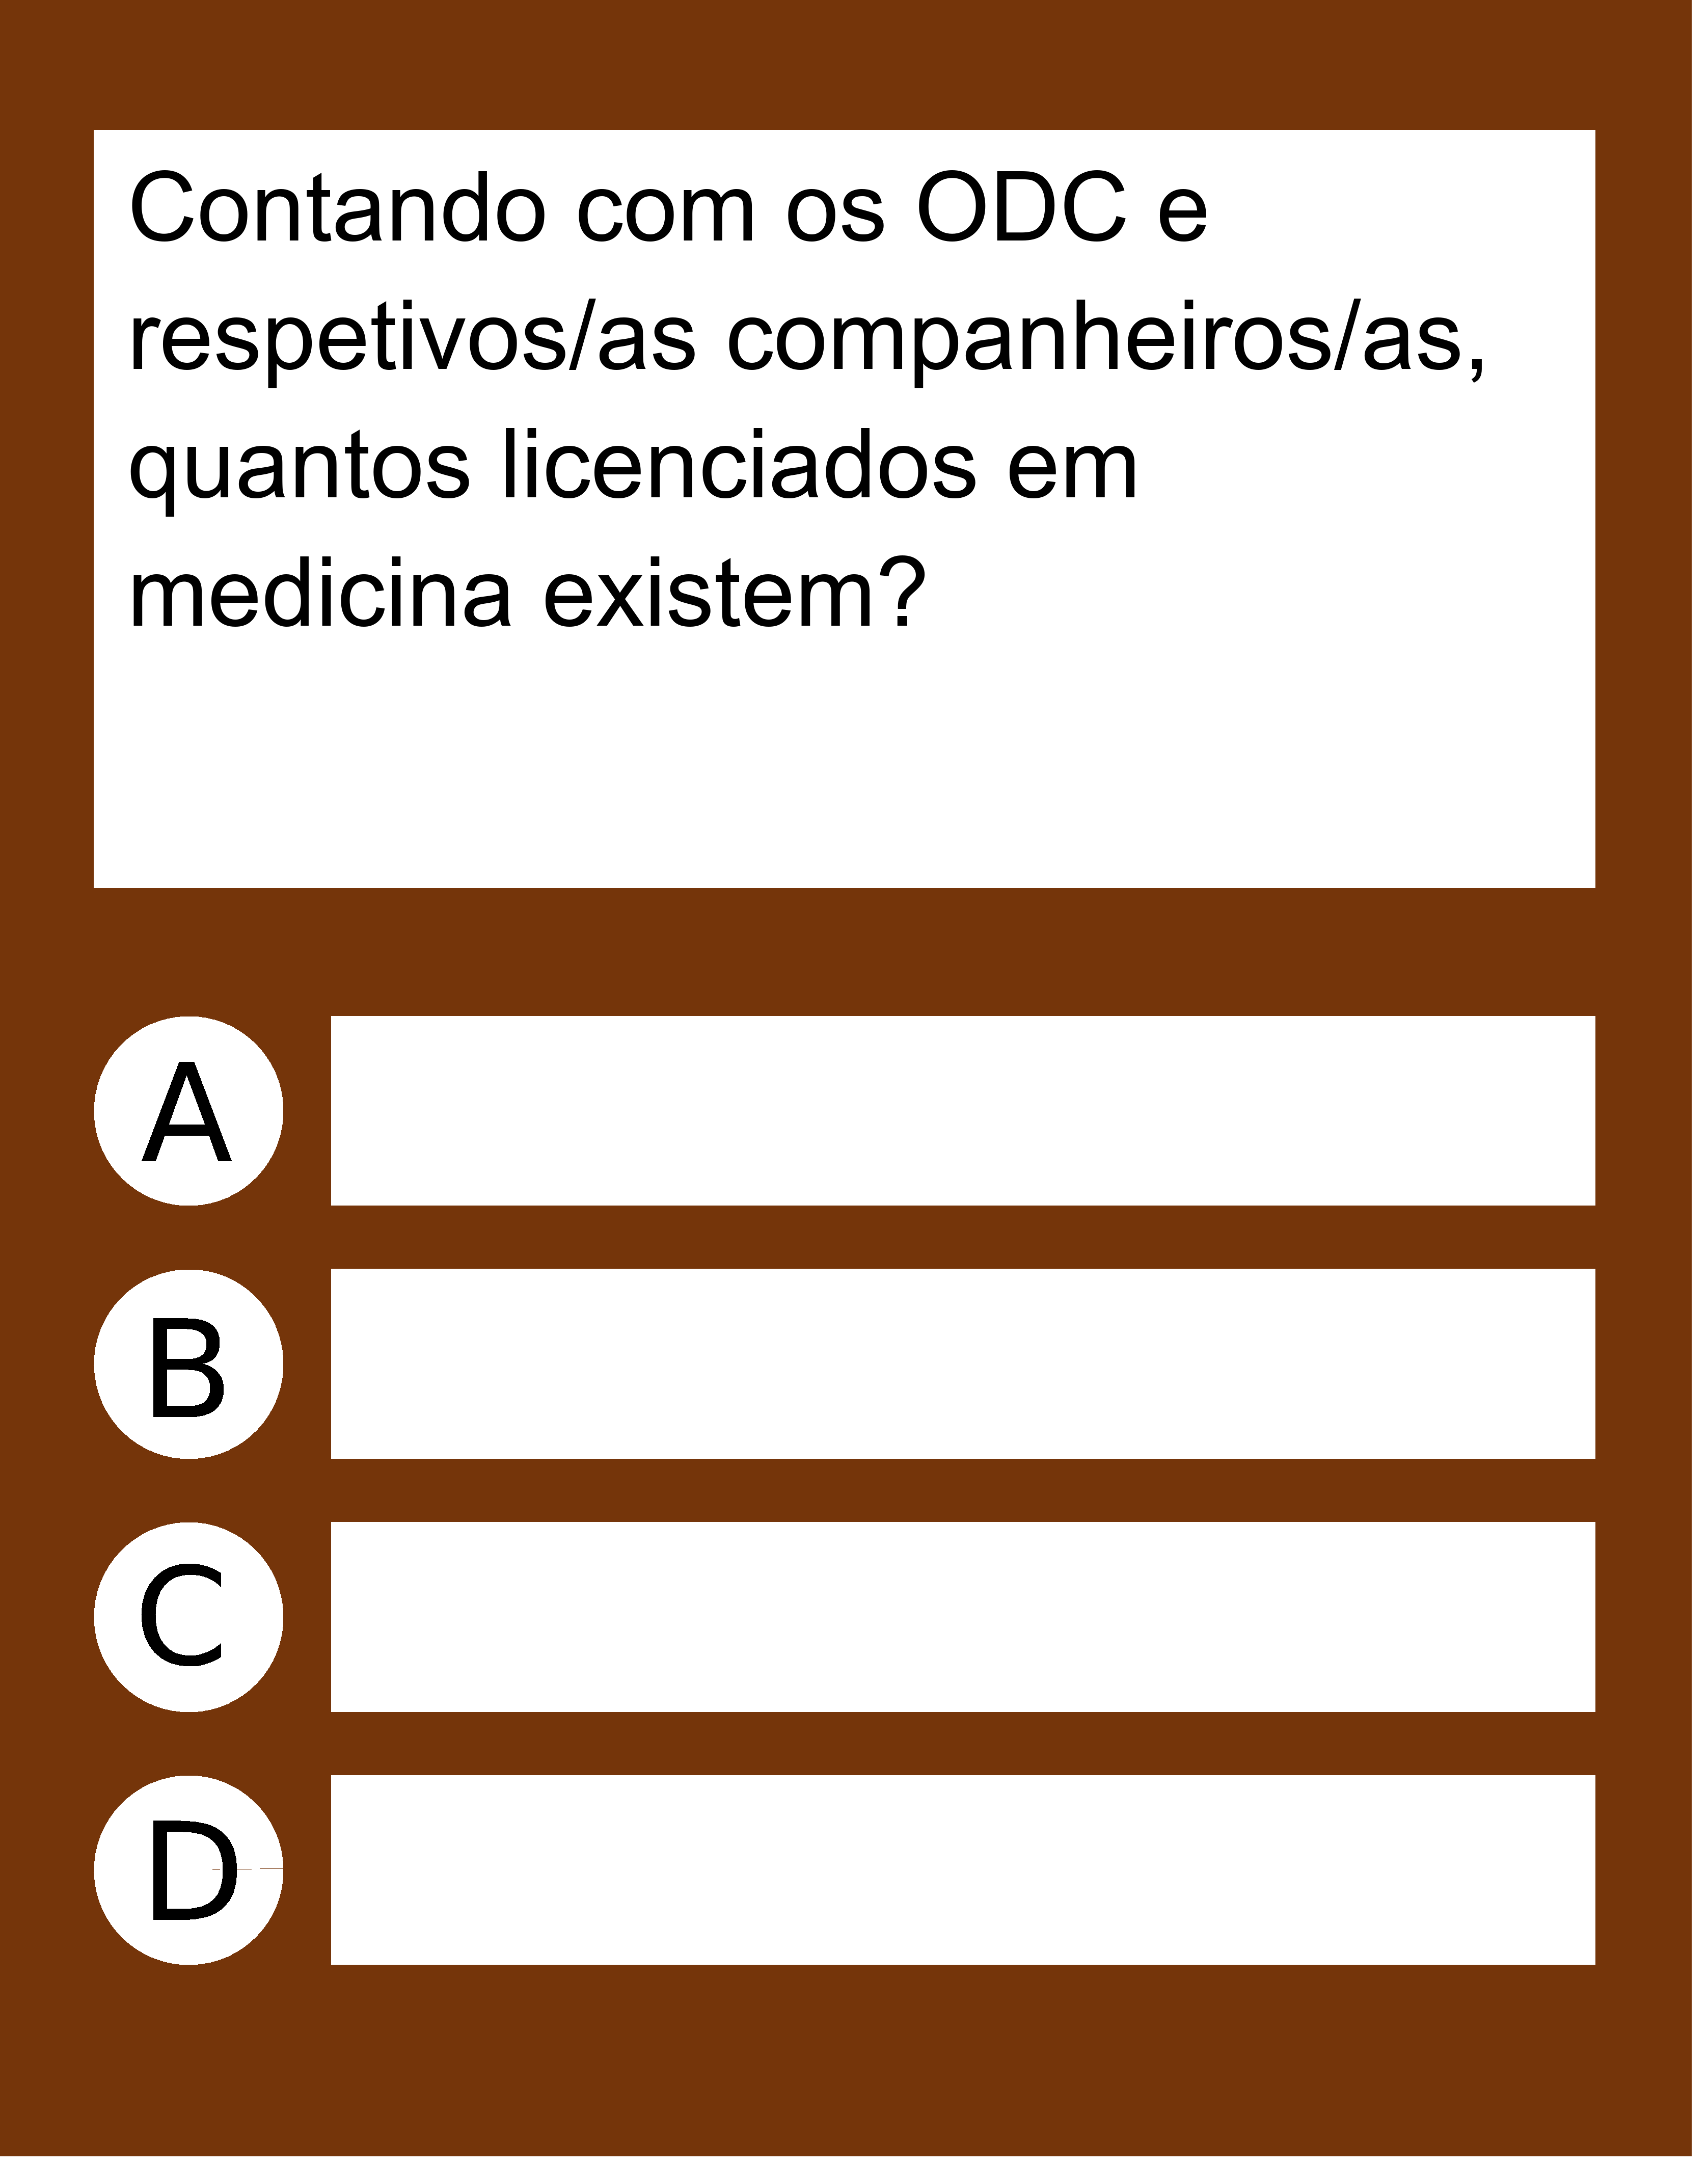 Contando com os ODC e
respetivos/as companheiros/as,
quantos licenciados em
medicina existem?
A
B
C
D